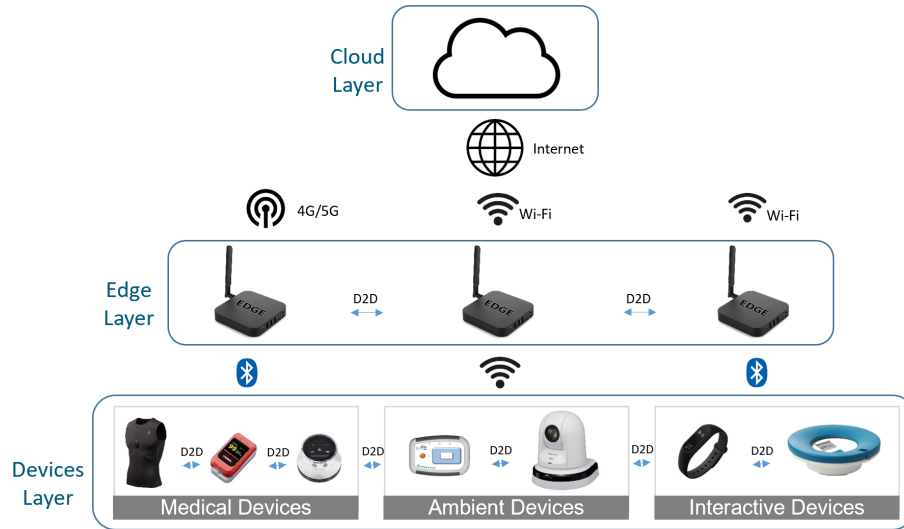 Cloud
Layer
Internet
4G/5G
Wi-Fi
Wi-Fi
Edge
Layer
EDGE
D2D
EDGE
D2D
EDGE
Devices
Layer
D2D
D2D
D2D
D2D
D2D
D2D
Medical Devices
Ambient Devices
Interactive Devices